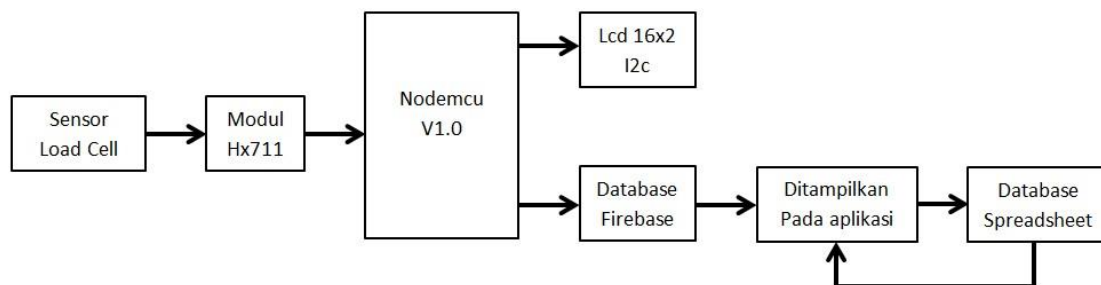 Sensor
Load Cell
Modul
Hx711
Nodemcu
V1.0
Lcd 16x2
I2c
Database
Firebase
Ditampilkan
Pada aplikasi
Database
Spreadsheet